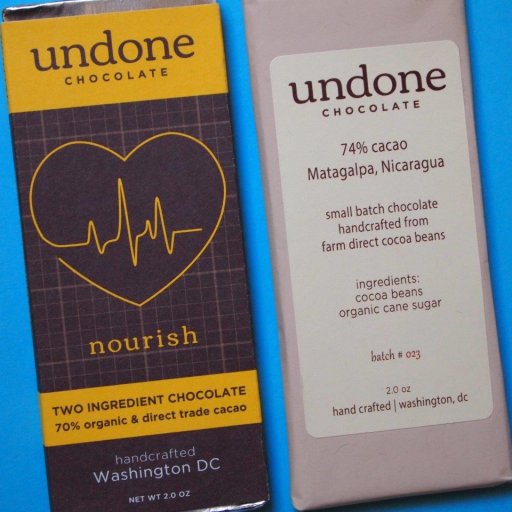 undone
CHOCOLATE
nourish
TWO INGREDIENT CHOCOLATE
70% organic & direct trade cacao
handcrafted
Washington DC
NET WT 2.0 OZ
undone
CHOCOLATE
74% cacao
Matagalpa, Nicaragua
small batch chocolate
handcrafted from
farm direct cocoa beans
ingredients:
cocoa beans
organic cane sugar
batch # 023
2.0 oz
hand crafted | washington, dc